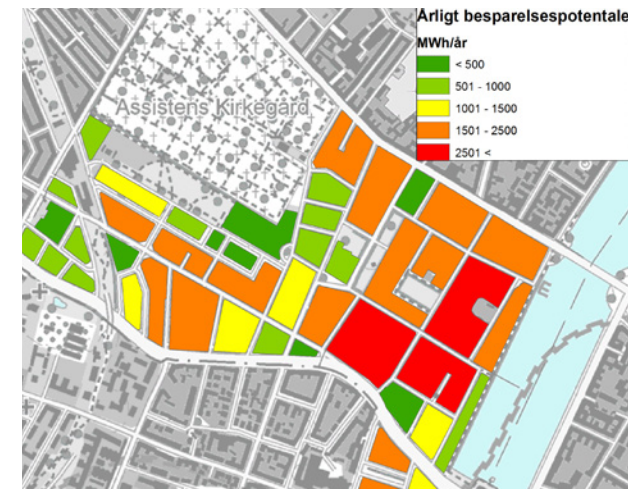 Årligt besparelsespotentale
MWh/år
< 500
501 - 1000
1001 - 1500
1501 - 2500
2501 <
Assistens Kirkegård